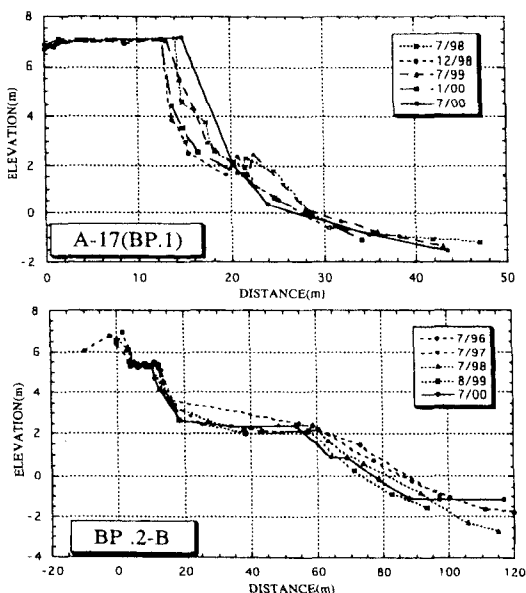 8
6
4
2
0
-2
ELEVATION(m)
7/98
12/98
7/99
1/00
7/00
A-17(BP.1)
0 10 20 30 40 50
DISTANCE(m)
8
6
4
2
0
-2
-4
ELEVATION(m)
7/96
7/97
7/98
8/99
7/00
BP .2-B
-20 0 20 40 60 80 100 120
DISTANCE(m)